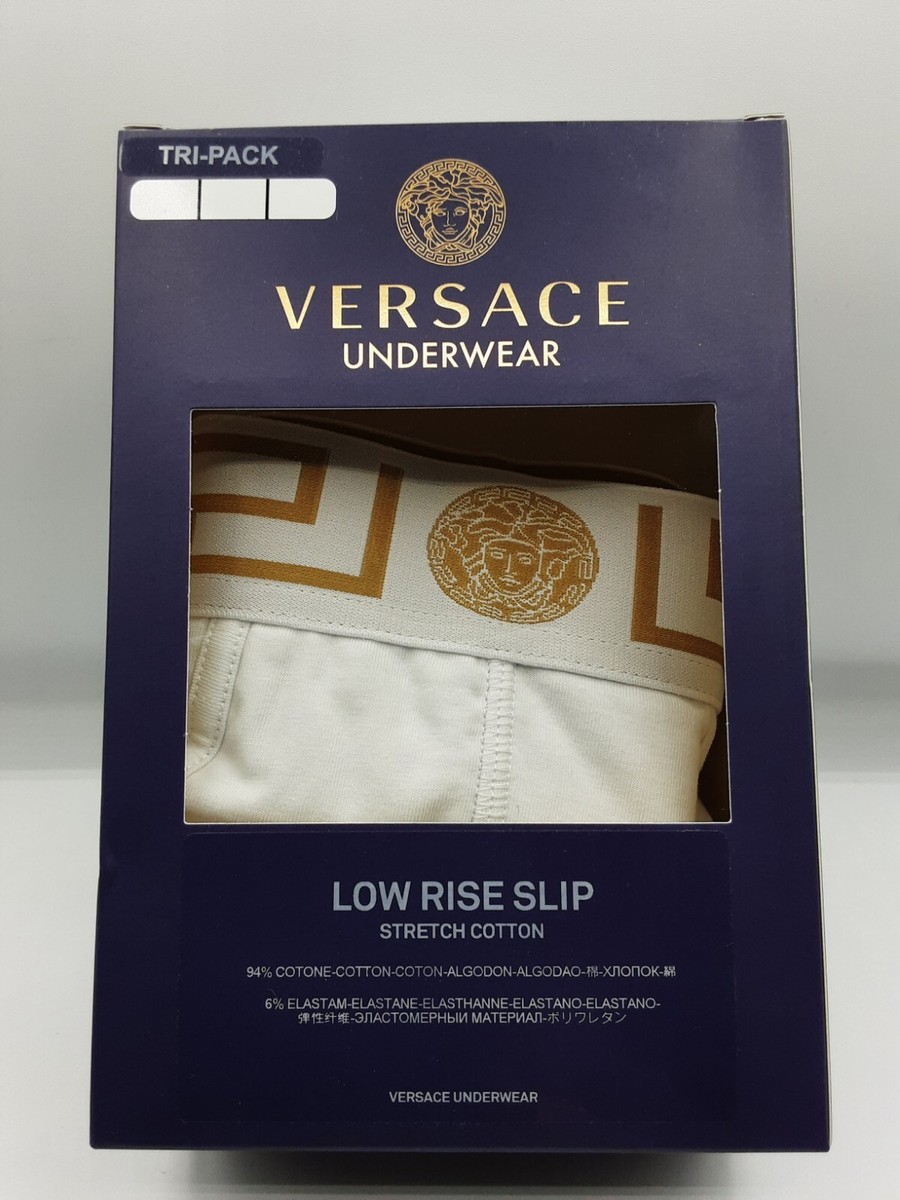 TRI-PACK
VERSACE
UNDERWEAR
LOW RISE SLIP
STRETCH COTTON
94% COTONE-COTTON-COTON-ALGODON-ALGODAO-棉-ХЛОПОК-綿
6% ELASTAM-ELASTANE-ELASTHANNE-ELASTANO-ELASTANO-
弹性纤维-ЭЛАСТОМЕРНЫЙ МАТЕРИАЛ-ポリウレタン
VERSACE UNDERWEAR